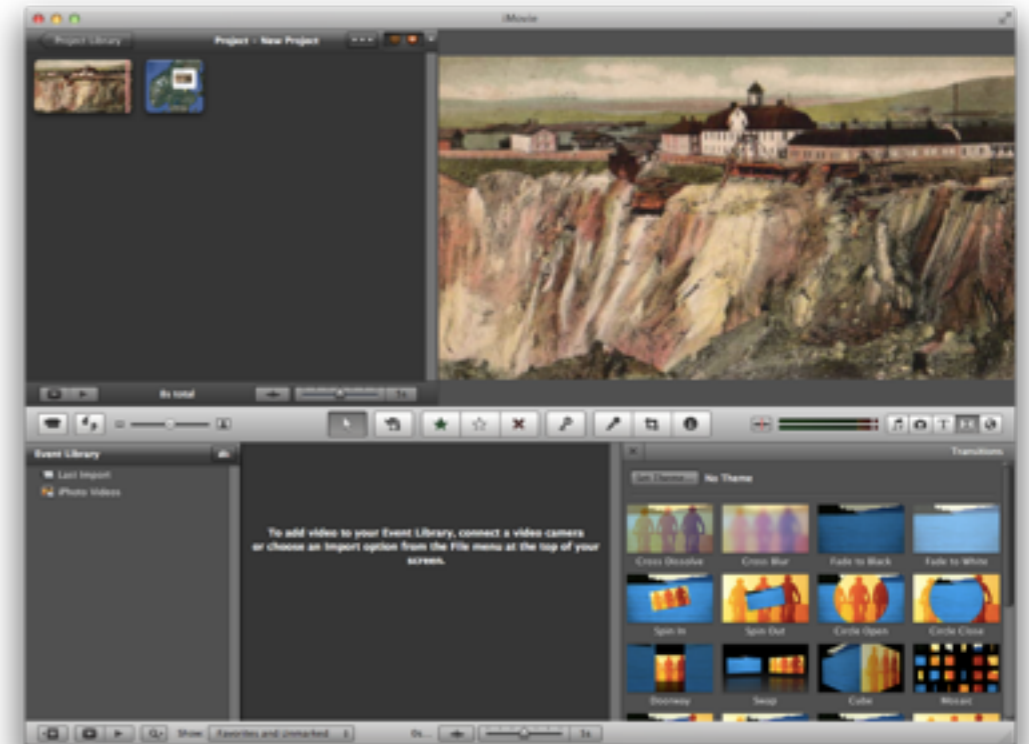 iMovie
Project Library
Project - New Project
8s total
5s
Event Library
Last Import
iPhoto Videos
To add video to your Event Library, connect a video camera
or choose an Import option from the File menu at the top of your
screen.
Transitions
Set Theme...
No Theme
Cross Dissolve
Cross Blur
Fade to Black
Fade to White
Spin In
Spin Out
Circle Open
Circle Close
Doorway
Swap
Cube
Mosaic
Show:
Favorites and Unmarked
0s...
5s